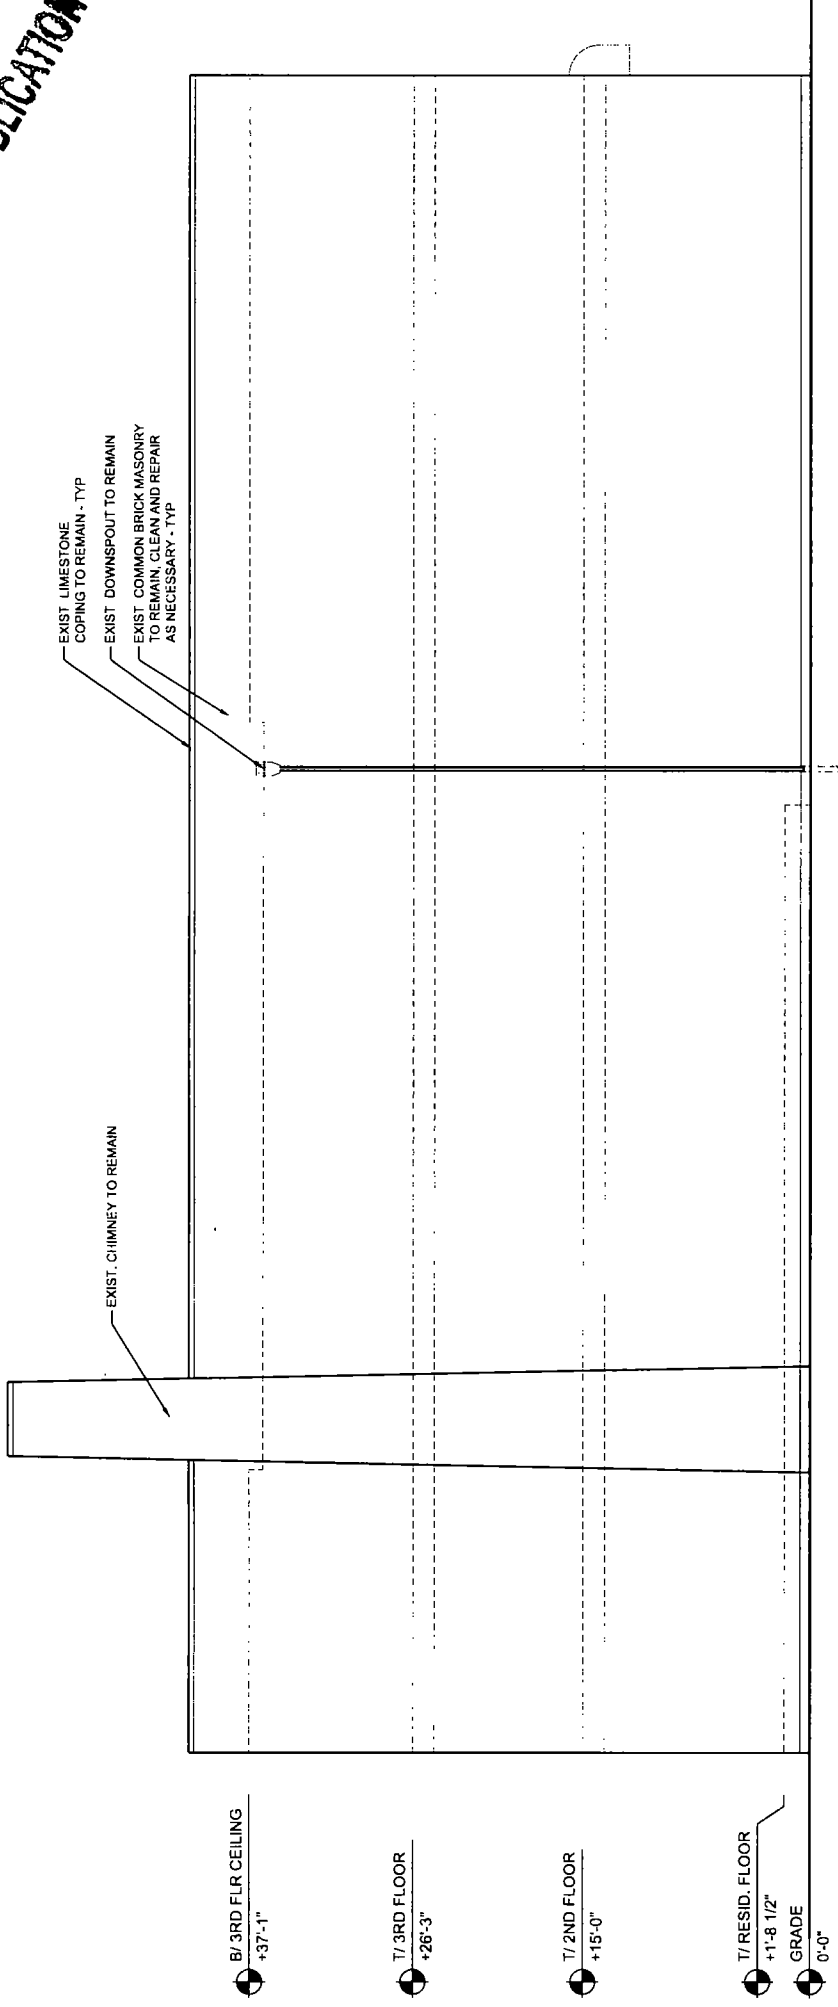 EXIST. CHIMNEY TO REMAIN
EXIST LIMESTONE
COPING TO REMAIN - TYP
EXIST DOWNSPOUT TO REMAIN
EXIST COMMON BRICK MASONRY
TO REMAIN, CLEAN AND REPAIR
AS NECESSARY - TYP
B/ 3RD FLR CEILING
+37'-1"
T/ 3RD FLOOR
+26'-3"
T/ 2ND FLOOR
+15'-0"
T/ RESID. FLOOR
+1'-8 1/2"
GRADE
0'-0"